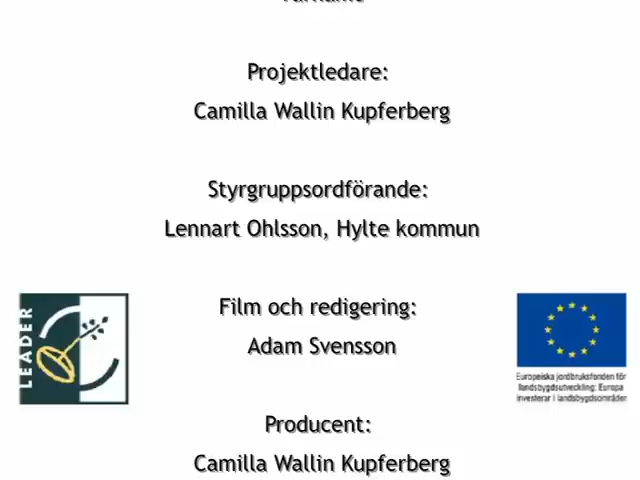 Projektledare:
Camilla Wallin Kupferberg
Styrgruppsordförande:
Lennart Ohlsson, Hylte kommun
Film och redigering:
Adam Svensson
LEADER
Europeiska jordbruksfonden för
landsbygdsutveckling: Europa
investerar i landsbygdsområden
Producent:
Camilla Wallin Kupferberg